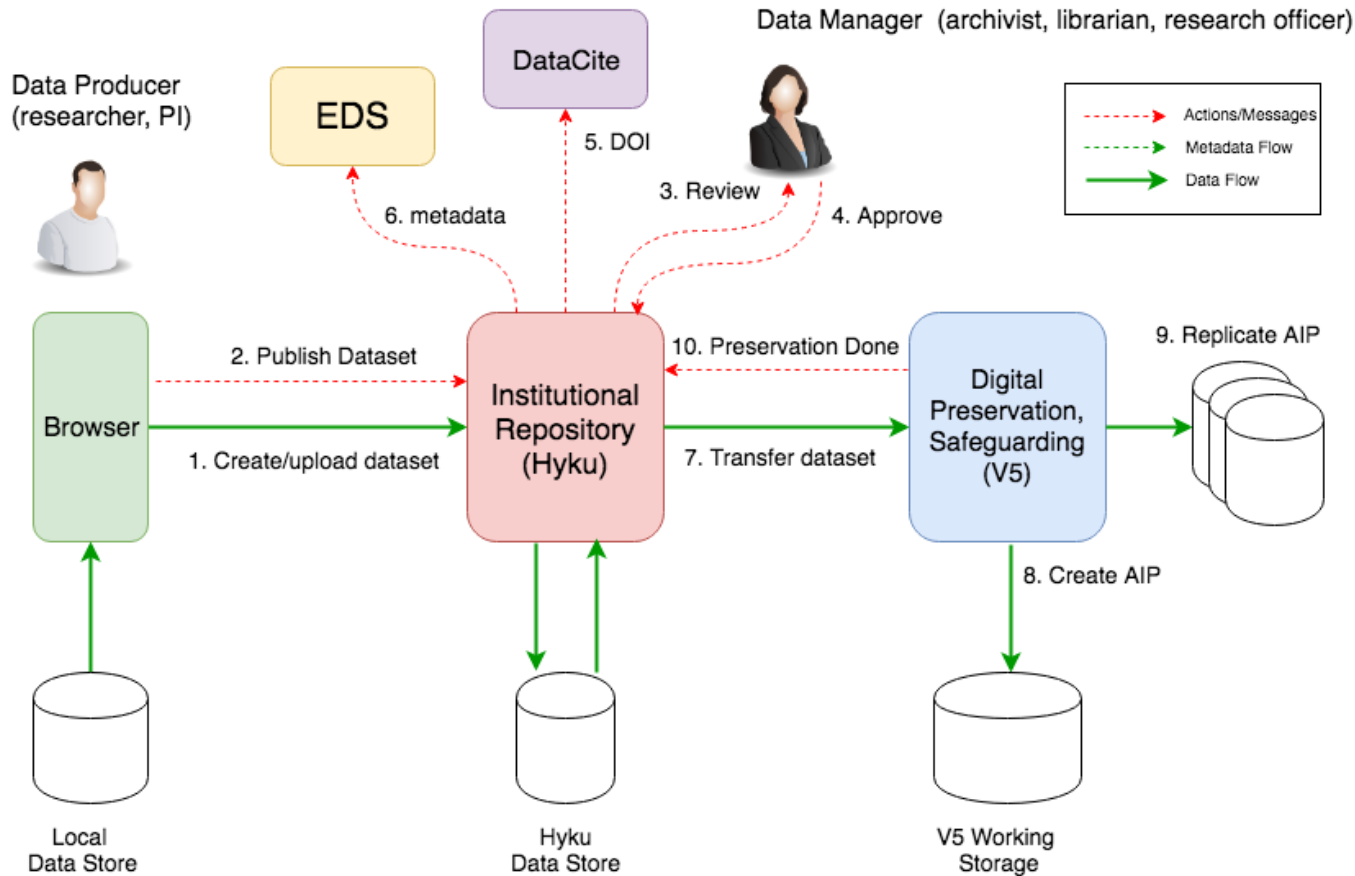 Data Manager  (archivist, librarian, research officer)
Data Producer
(researcher, PI)
EDS
DataCite
Actions/Messages
Metadata Flow
Data Flow
5. DOI
3. Review
4. Approve
6. metadata
2. Publish Dataset
10. Preservation Done
9. Replicate AIP
Browser
Institutional
Repository
(Hyku)
Digital
Preservation,
Safeguarding
(V5)
1. Create/upload dataset
7. Transfer dataset
8. Create AIP
Local
Data Store
Hyku
Data Store
V5 Working
Storage